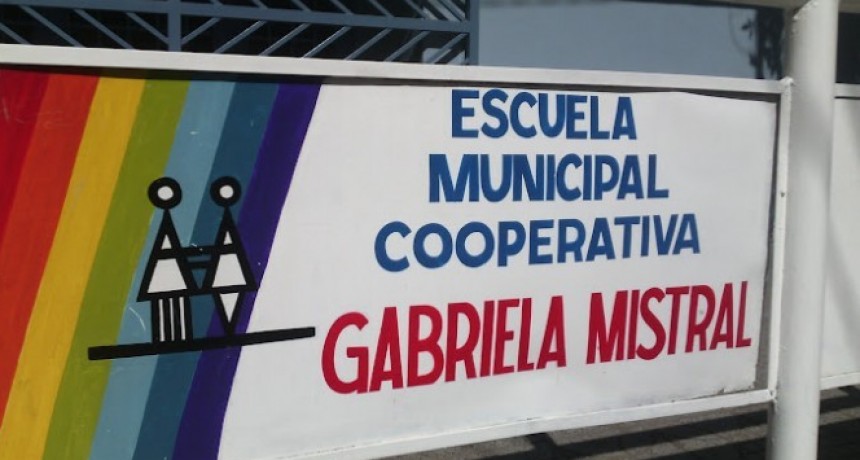 ESCUELA
MUNICIPAL
COOPERATIVA
GABRIELA MISTRAL